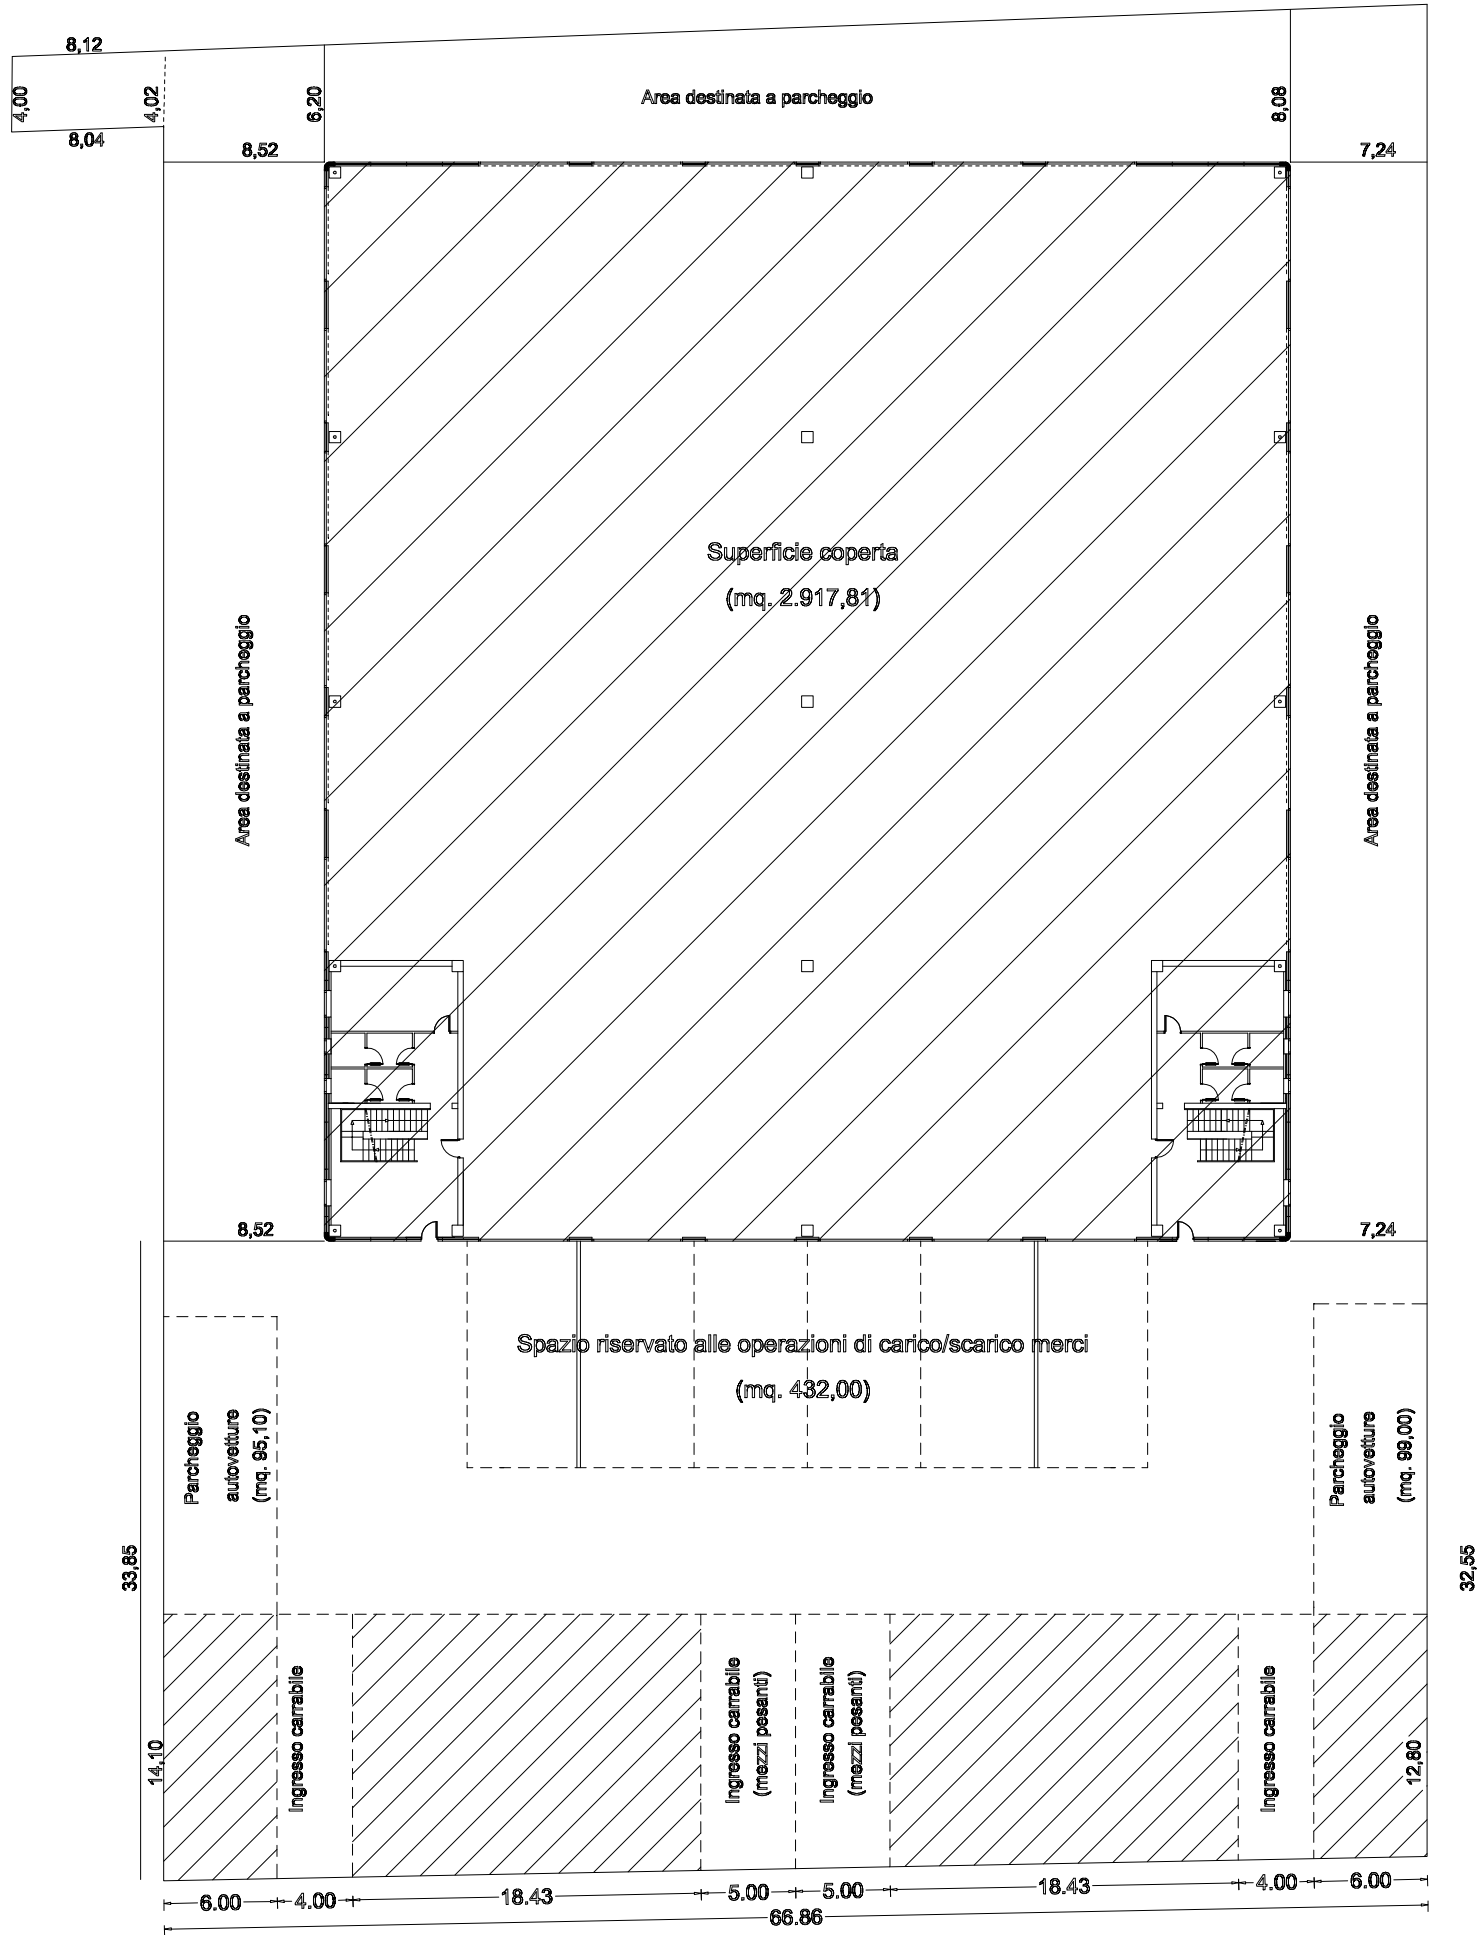 8,12
4,00
4,02
6,20
8,08
Area destinata a parcheggio
8,04
8,52
7,24
Superficie coperta
(mq. 2.917,81)
Area destinata a parcheggio
Area destinata a parcheggio
8,52
7,24
Spazio riservato alle operazioni di carico/scarico merci
(mq. 432,00)
Parcheggio
autovetture
(mq. 95,10)
Parcheggio
autovetture
(mq. 99,00)
33,85
32,55
14,10
Ingresso carrabile
Ingresso carrabile
(mezzi pesanti)
Ingresso carrabile
(mezzi pesanti)
Ingresso carrabile
12,80
6.00
4.00
18.43
5.00
5.00
18.43
4.00
6.00
66.86